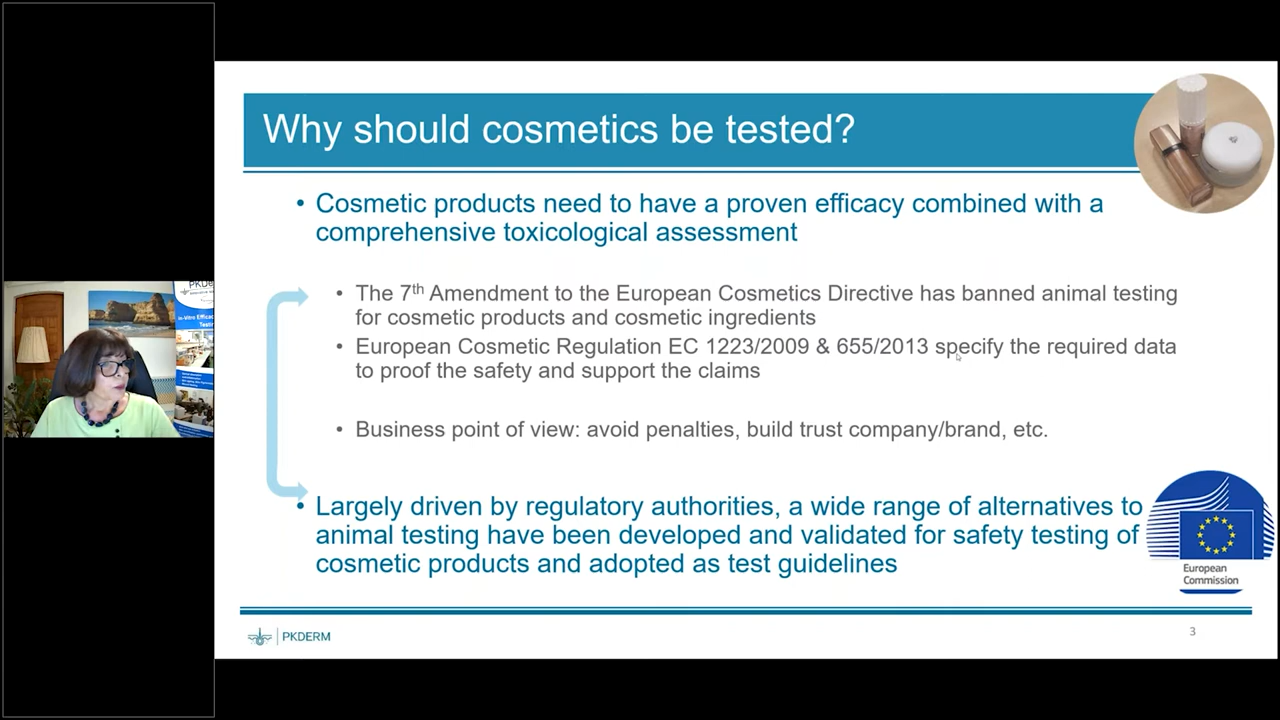 Why should cosmetics be tested?
• Cosmetic products need to have a proven efficacy combined with a
comprehensive toxicological assessment
• The 7th Amendment to the European Cosmetics Directive has banned animal testing
for cosmetic products and cosmetic ingredients
• European Cosmetic Regulation EC 1223/2009 & 655/2013 specify the required data
to proof the safety and support the claims
• Business point of view: avoid penalties, build trust company/brand, etc.
• Largely driven by regulatory authorities, a wide range of alternatives to
animal testing have been developed and validated for safety testing of
cosmetic products and adopted as test guidelines
European
Commission
PKDERM
3
PKDE
In-Vitro Effica
Testi